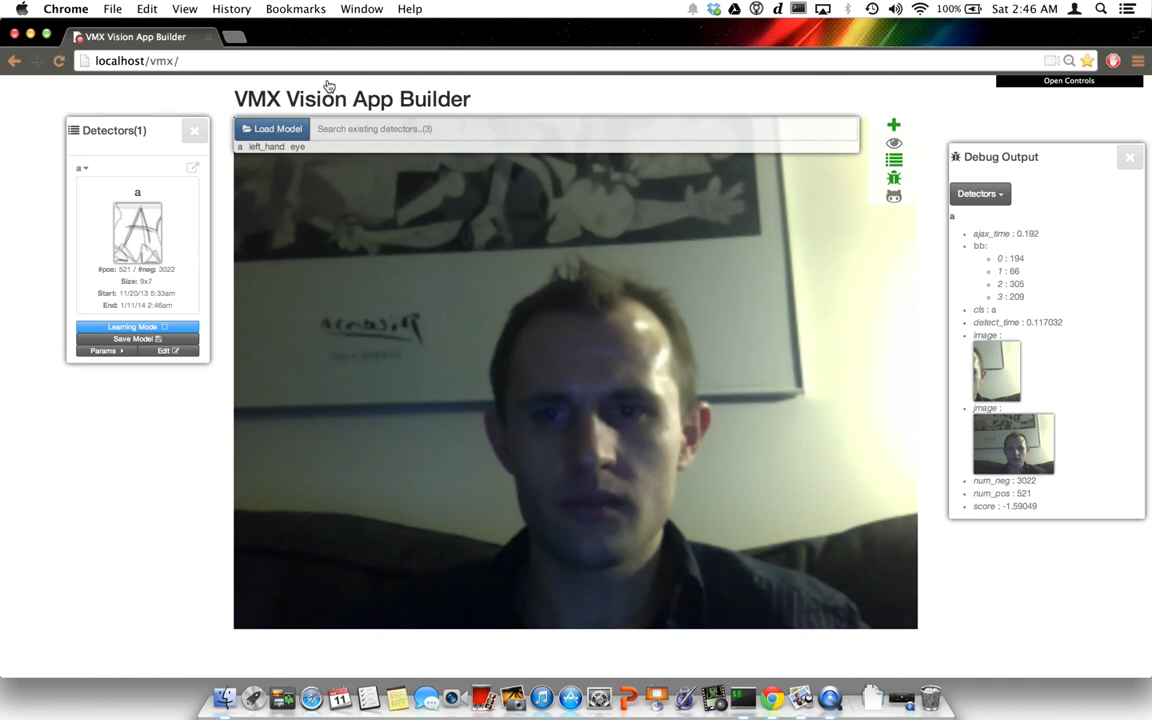 Chrome File Edit View History Bookmarks Window Help
100% Sat 2:46 AM
VMX Vision App Builder
localhost/vmx/
Open Controls
VMX Vision App Builder
Detectors(1)
a
a
#pos: 521 / #neg: 3022
Size: 9x7
Start: 11/20/13 5:33am
End: 1/11/14 2:46am
Learning Mode
Save Model
Params Edit
Load Model Search existing detectors..(3)
a left_hand eye
Debug Output
Detectors
a
ajax_time : 0.192
bb:
0 : 194
1 : 66
2 : 305
3 : 209
cls : a
detect_time : 0.117032
image :
image :
num_neg : 3022
num_pos : 521
score : -1.59049